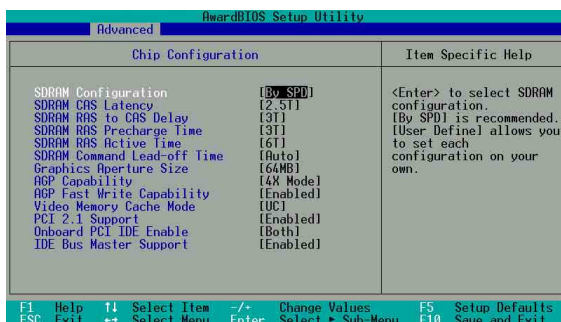 AwardBIOS Setup Utility
Advanced
Chip Configuration
Item Specific Help
SDRAM Configuration [By SPD]
SDRAM CAS Latency [2.5T]
SDRAM RAS to CAS Delay [3T]
SDRAM RAS Precharge Time [3T]
SDRAM RAS Active Time [6T]
SDRAM Command Lead-off Time [Auto]
Graphics Aperture Size [64MB]
AGP Capability [4X Mode]
AGP Fast Write Capability [Enabled]
Video Memory Cache Mode [UC]
PCI 2.1 Support [Enabled]
Onboard PCI IDE Enable [Both]
IDE Bus Master Support [Enabled]
<Enter> to select SDRAM
configuration.
[By SPD] is recommended.
[User Define] allows you
to set each
configuration on your
own.
F1 Help ↑↓ Select Item -/+ Change Values F5 Setup Defaults
ESC Exit ↔ Select Menu Enter Select ► Sub-Menu F10 Save and Exit